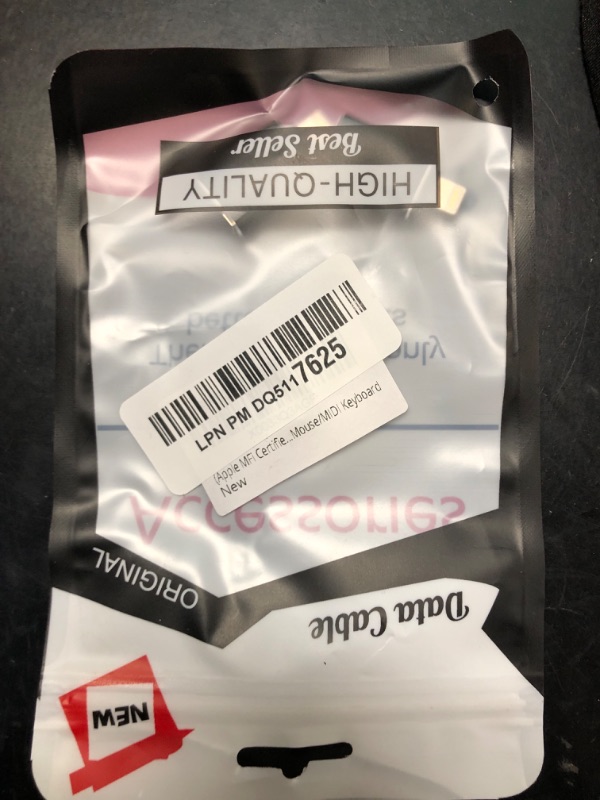 NEW
Data Cable
ORIGINAL
Accessories
LPN PM DQ5117625
(Apple MFi Certifie...Mouse/MIDI Keyboard
New
only
HIGH-QUALITY
Best Seller